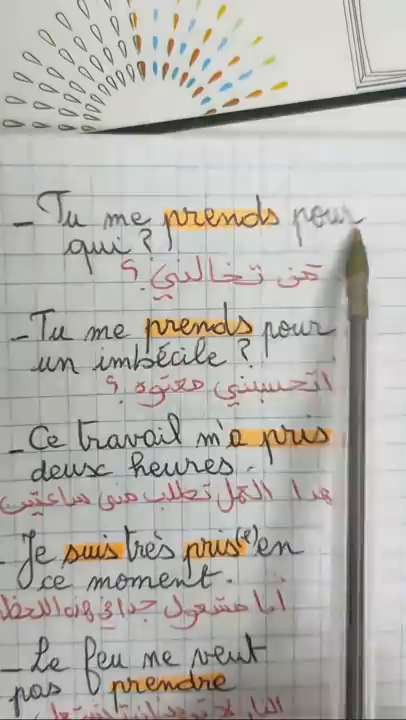 - Tu me prends pour
qui ?
من تخالني ؟
- Tu me prends pour
un imbécile ?
اتحسبني معتوه ؟
- Ce travail m'a pris
deux heures.
هذا العمل تطلب مني ساعتين
- Je suis très pris(e) en
ce moment.
أنا مشغول جدا في هذه اللحظة
- Le feu ne veut
pas prendre